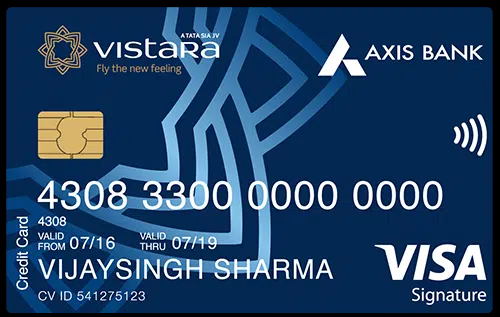 A TATA SIA JV
VISTARA
Fly the new feeling
AXIS BANK
4308 3300 0000 0000
4308
VALID FROM 07/16 VALID THRU 07/19
VIJAYSINGH SHARMA
CV ID 541275123
Credit Card
VISA
Signature